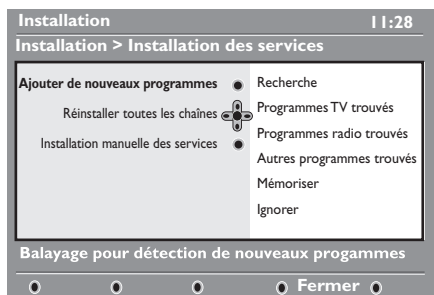 Installation 11:28
Installation > Installation des services
Ajouter de nouveaux programmes
Réinstaller toutes les chaînes
Installation manuelle des services
Recherche
Programmes TV trouvés
Programmes radio trouvés
Autres programmes trouvés
Mémoriser
Ignorer
Balayage pour détection de nouveaux progammes
Fermer